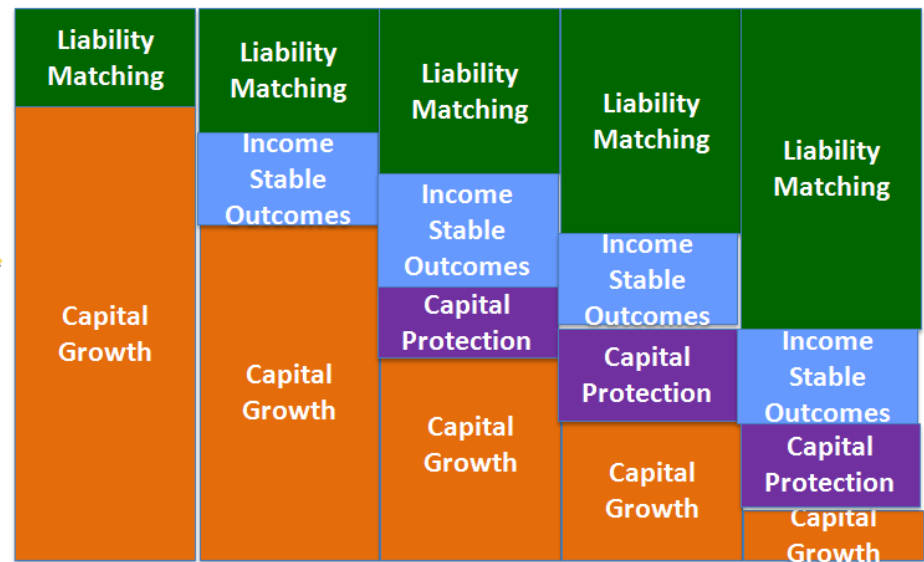 Liability
Matching
Capital
Growth
Liability
Matching
Income
Stable
Outcomes
Capital
Growth
Liability
Matching
Income
Stable
Outcomes
Capital
Protection
Capital
Growth
Liability
Matching
Income
Stable
Outcomes
Capital
Protection
Capital
Growth
Liability
Matching
Income
Stable
Outcomes
Capital
Protection
Capital
Growth